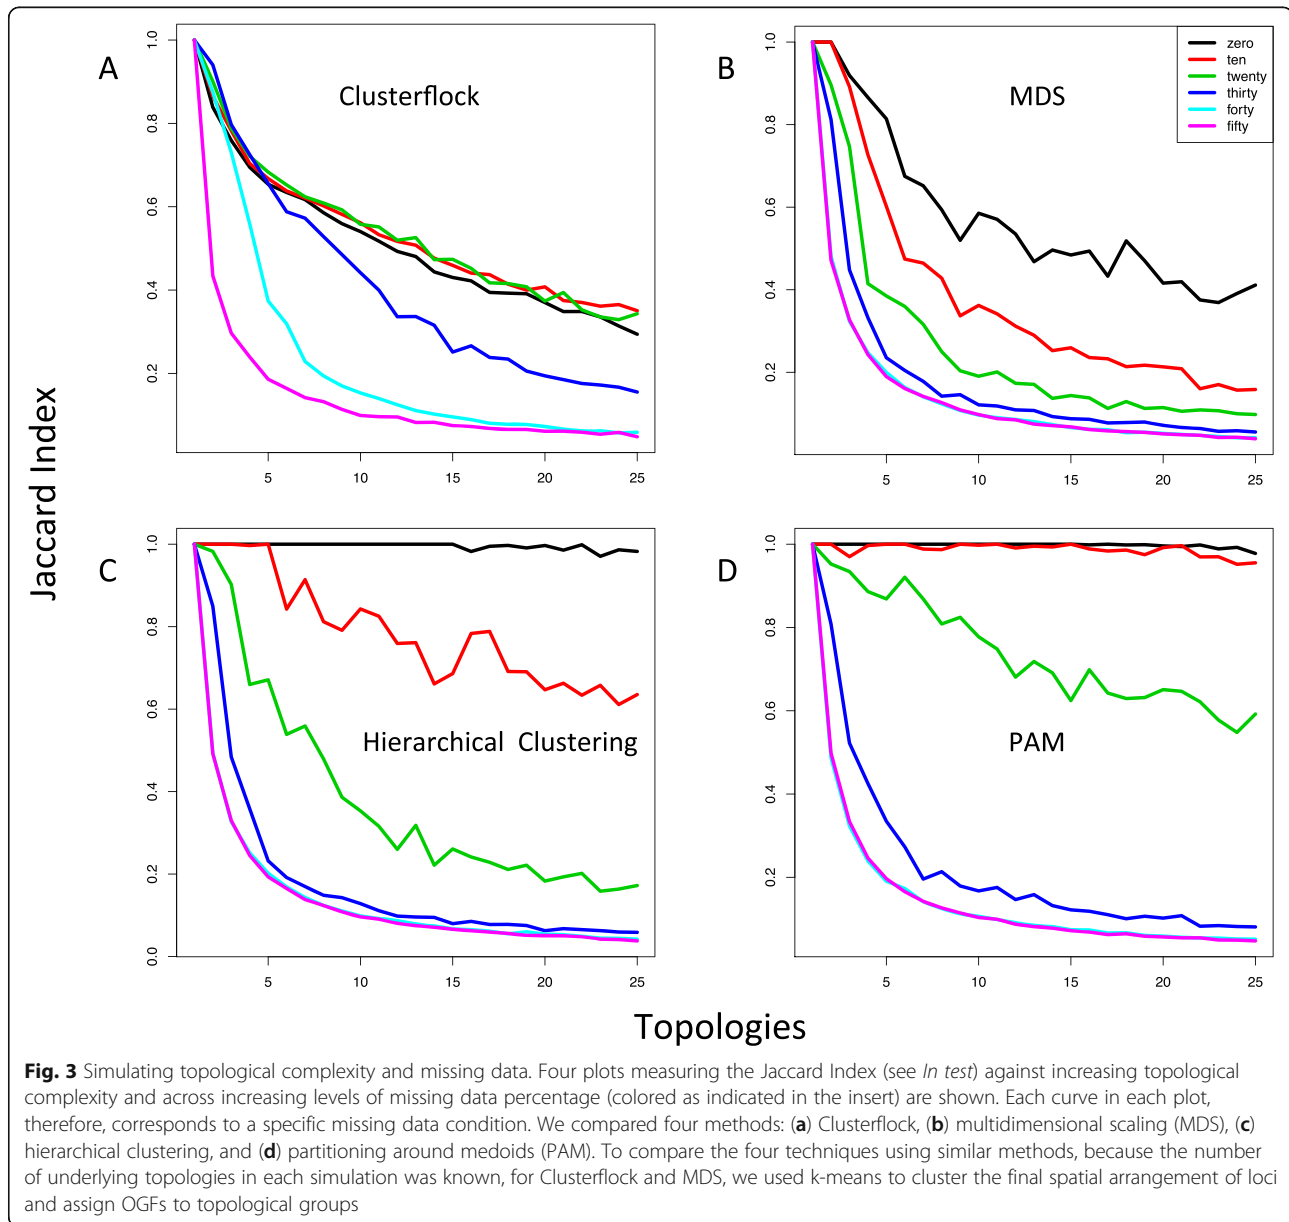 A
Clusterflock
1.0
0.8
0.6
0.4
0.2
5
10
15
20
25
B
MDS
zero
ten
twenty
thirty
forty
fifty
1.0
0.8
0.6
0.4
0.2
5
10
15
20
25
Jaccard Index
C
Hierarchical Clustering
1.0
0.8
0.6
0.4
0.2
0.0
5
10
15
20
25
D
PAM
1.0
0.8
0.6
0.4
0.2
5
10
15
20
25
Topologies
Fig. 3 Simulating topological complexity and missing data. Four plots measuring the Jaccard Index (see In test) against increasing topological
complexity and across increasing levels of missing data percentage (colored as indicated in the insert) are shown. Each curve in each plot,
therefore, corresponds to a specific missing data condition. We compared four methods: (a) Clusterflock, (b) multidimensional scaling (MDS), (c)
hierarchical clustering, and (d) partitioning around medoids (PAM). To compare the four techniques using similar methods, because the number
of underlying topologies in each simulation was known, for Clusterflock and MDS, we used k-means to cluster the final spatial arrangement of loci
and assign OGFs to topological groups